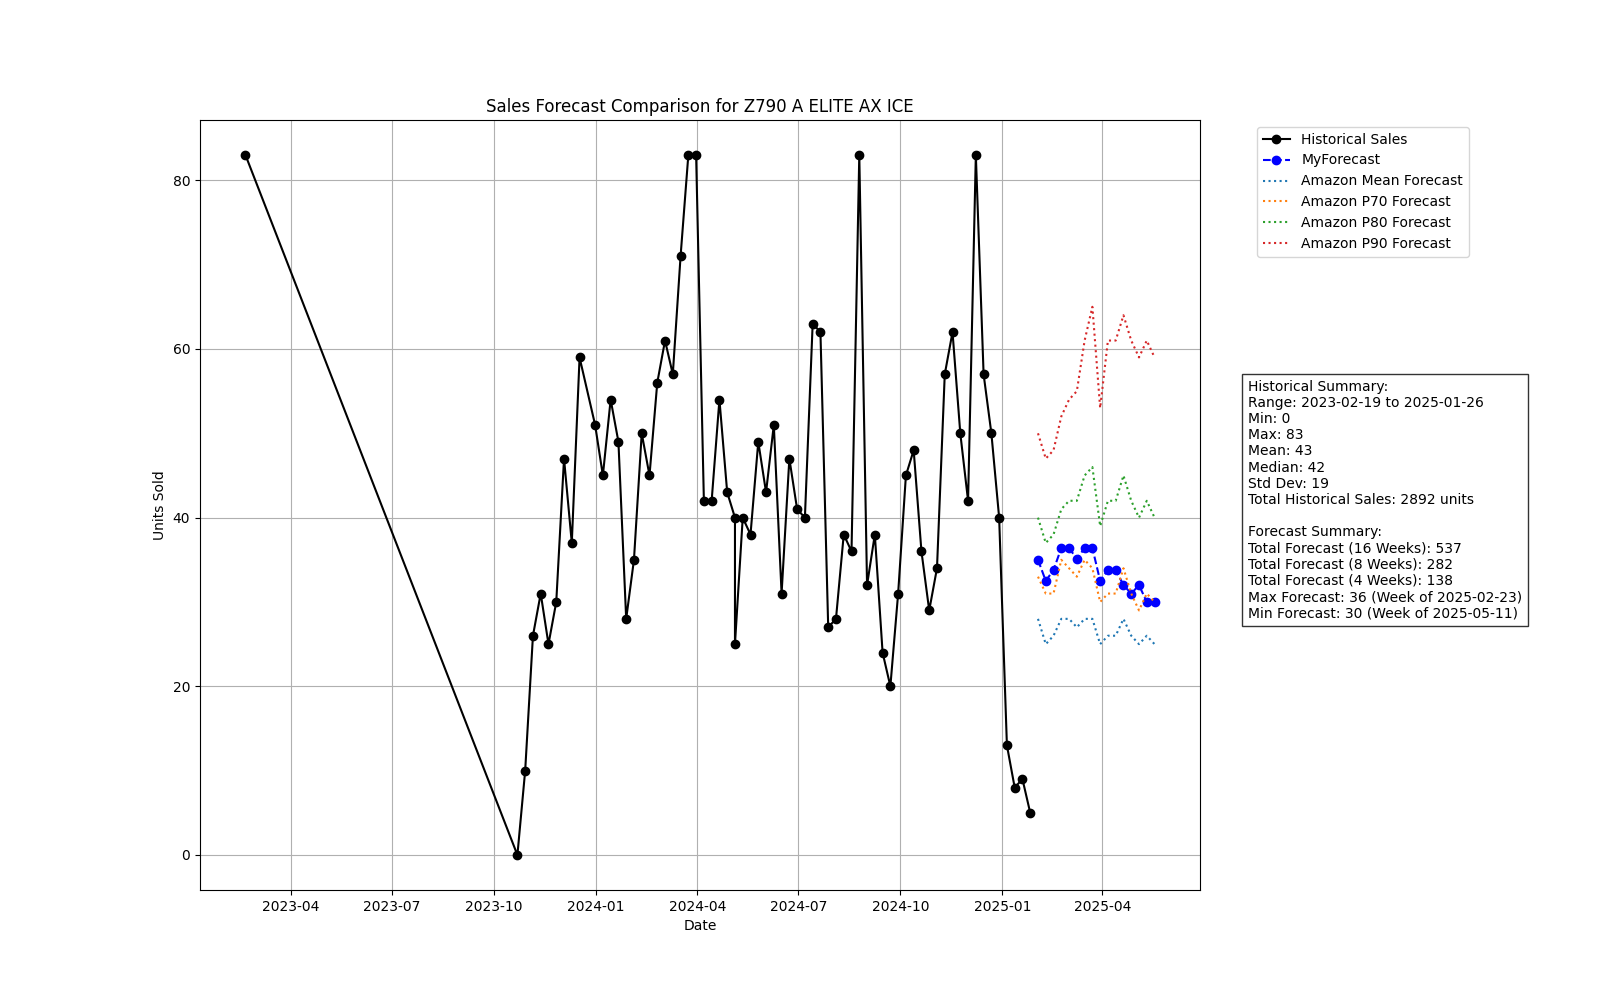 Sales Forecast Comparison for Z790 A ELITE AX ICE
Historical Sales
MyForecast
Amazon Mean Forecast
Amazon P70 Forecast
Amazon P80 Forecast
Amazon P90 Forecast
80
60
40
20
0
Units Sold
2023-04
2023-07
2023-10
2024-01
2024-04
2024-07
2024-10
2025-01
2025-04
Date
Historical Summary:
Range: 2023-02-19 to 2025-01-26
Min: 0
Max: 83
Mean: 43
Median: 42
Std Dev: 19
Total Historical Sales: 2892 units
Forecast Summary:
Total Forecast (16 Weeks): 537
Total Forecast (8 Weeks): 282
Total Forecast (4 Weeks): 138
Max Forecast: 36 (Week of 2025-02-23)
Min Forecast: 30 (Week of 2025-05-11)